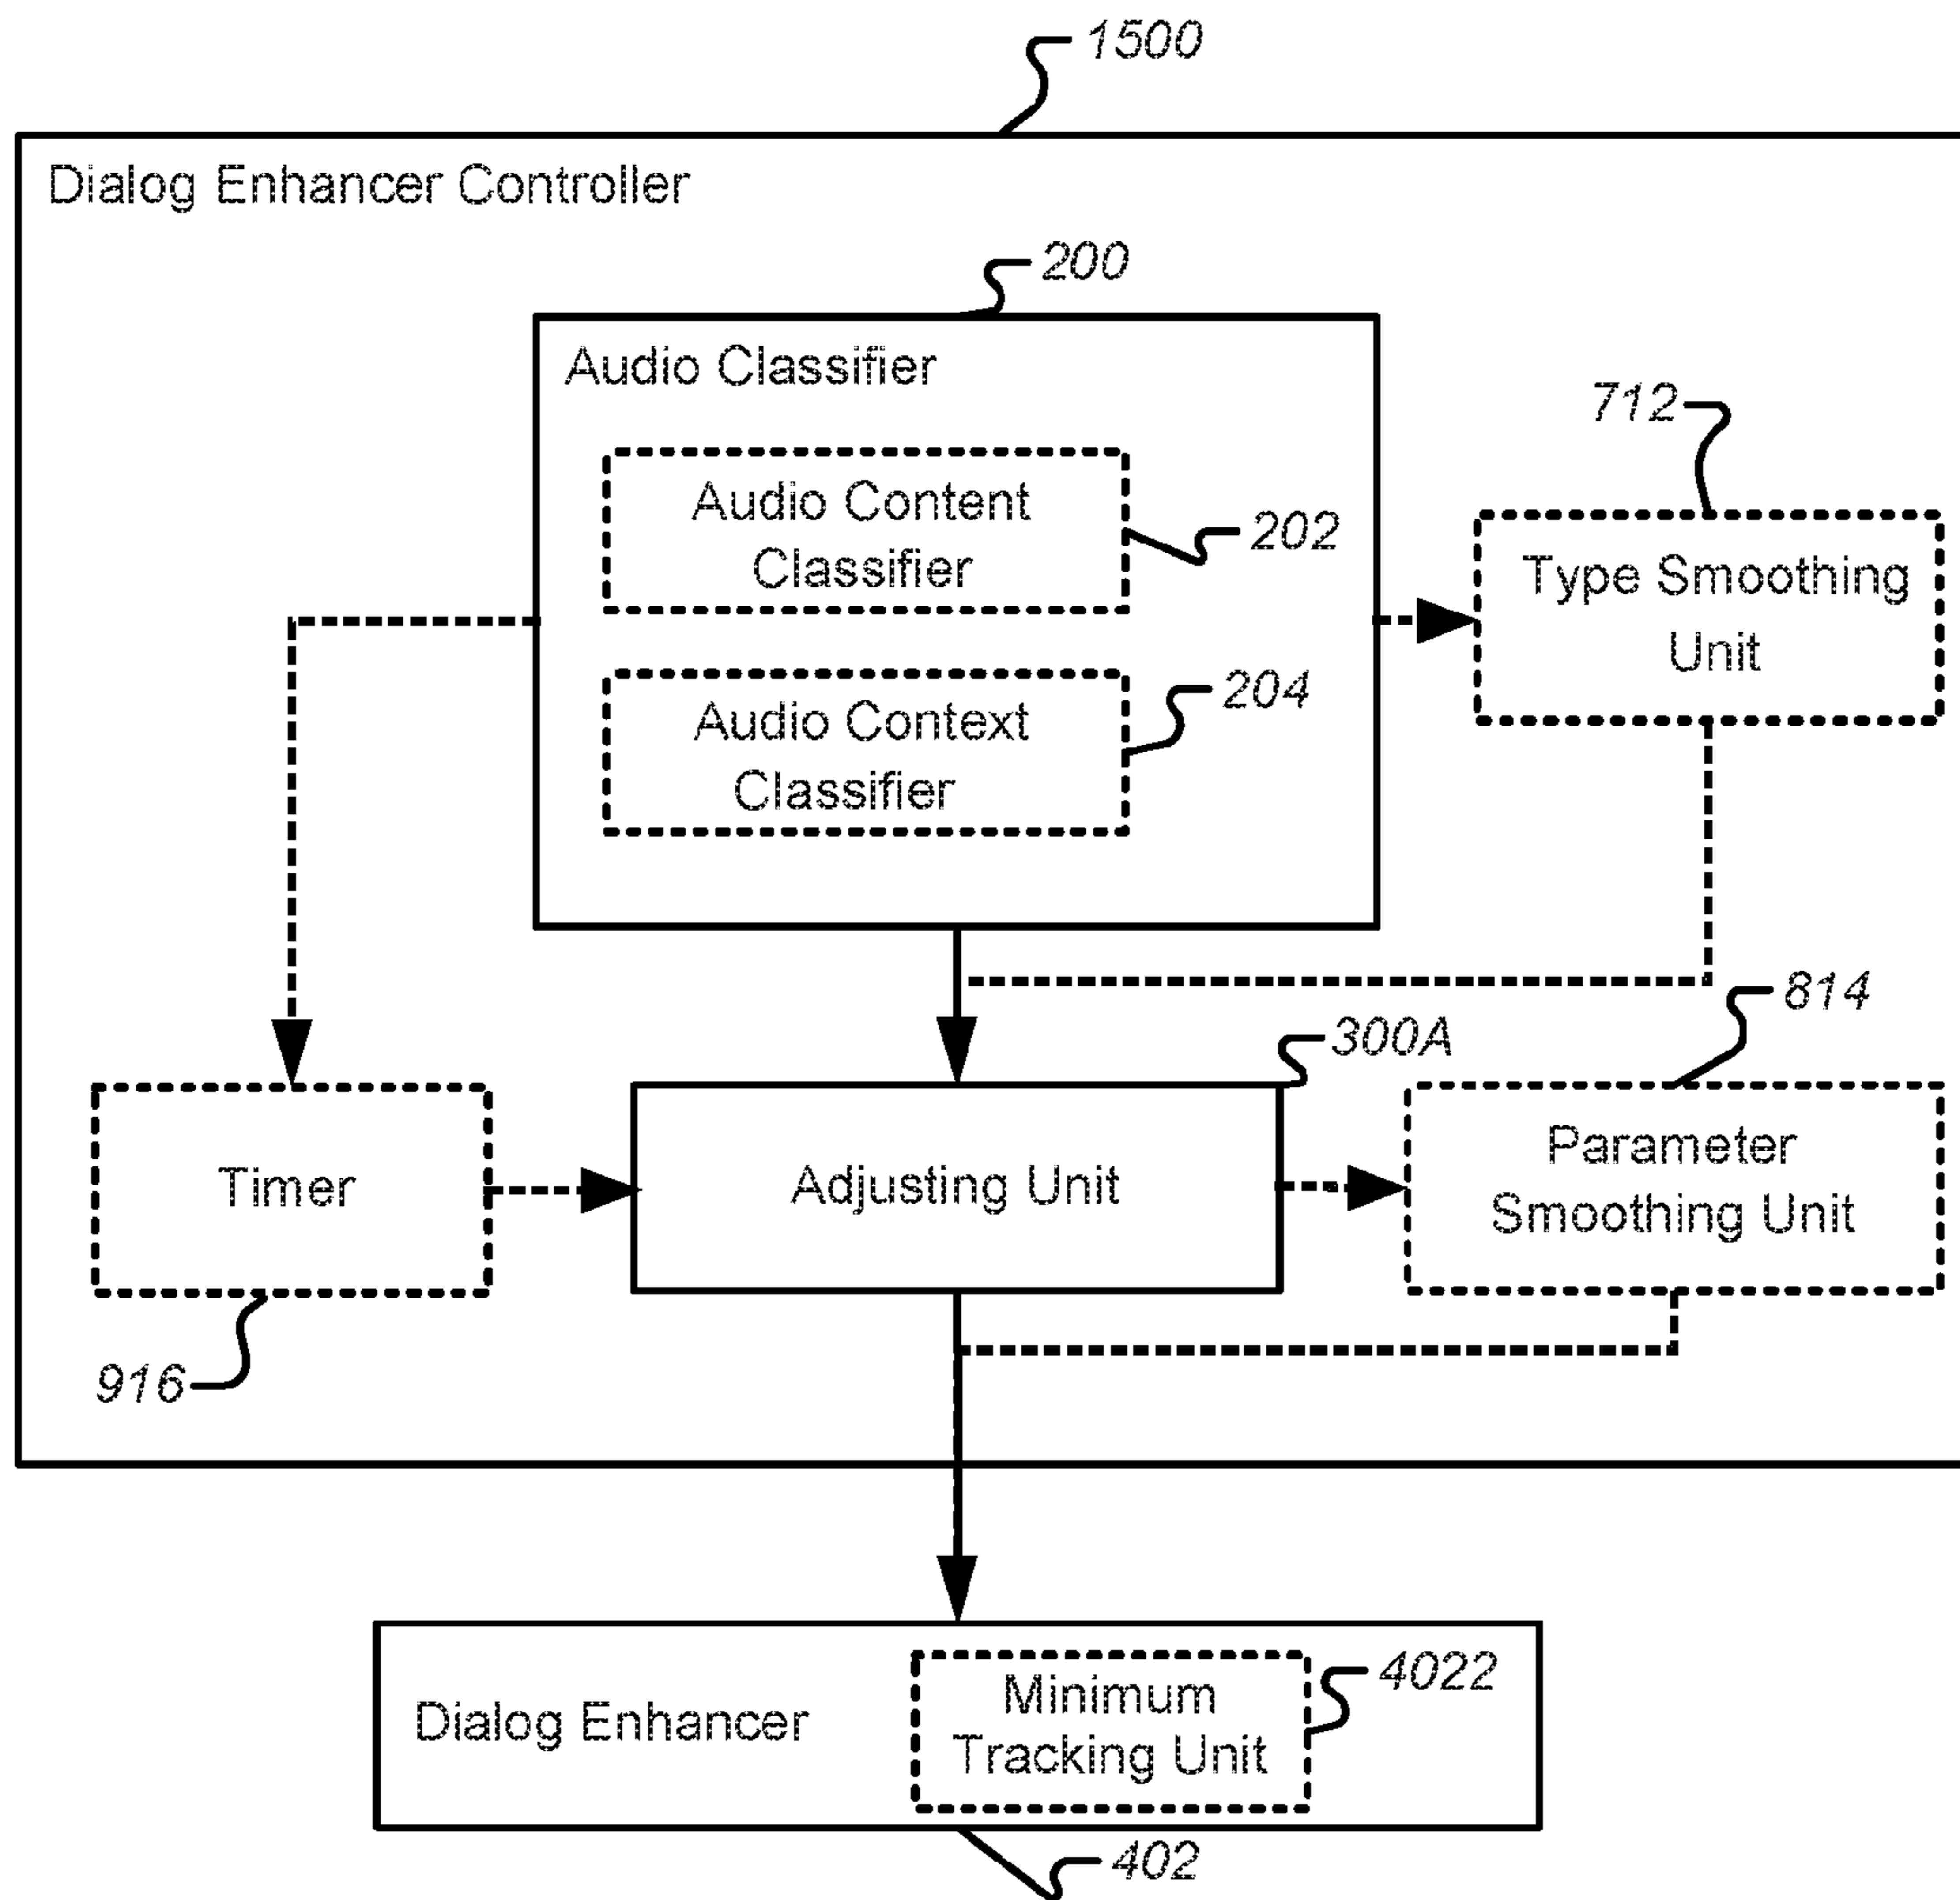 1500
Dialog Enhancer Controller
200
Audio Classifier
712
Audio Content
Classifier
202
Type Smoothing
Unit
204
Audio Context
Classifier
814
300A
Timer
Adjusting Unit
Parameter
Smoothing Unit
916
Dialog Enhancer
Minimum
Tracking Unit
4022
402